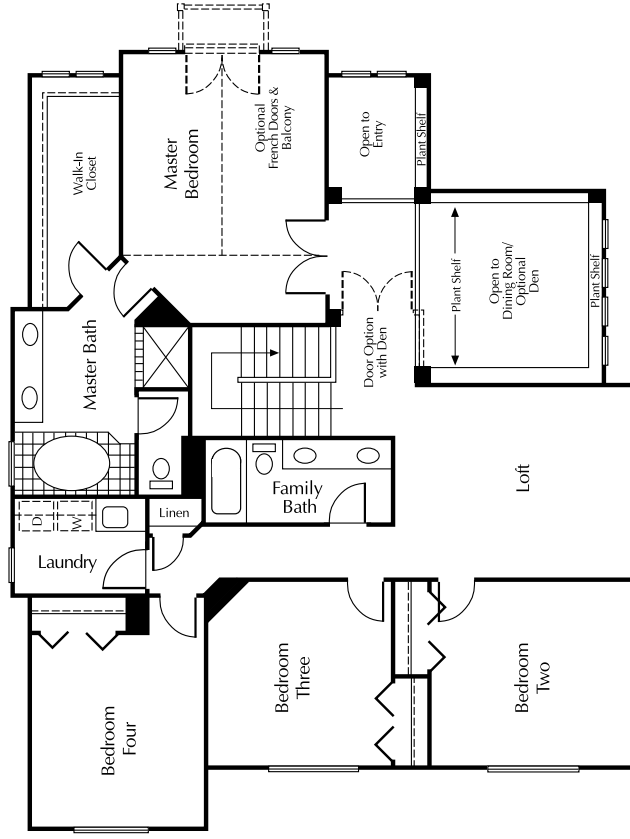 Optional
French Doors &
Balcony
Master
Bedroom
Walk-In
Closet
Open to
Entry
Plant Shelf
Plant Shelf
Open to
Dining Room/
Optional
Den
Plant Shelf
Door Option
with Den
Master Bath
Family
Bath
Loft
Linen
D
W
Laundry
Bedroom
Four
Bedroom
Three
Bedroom
Two